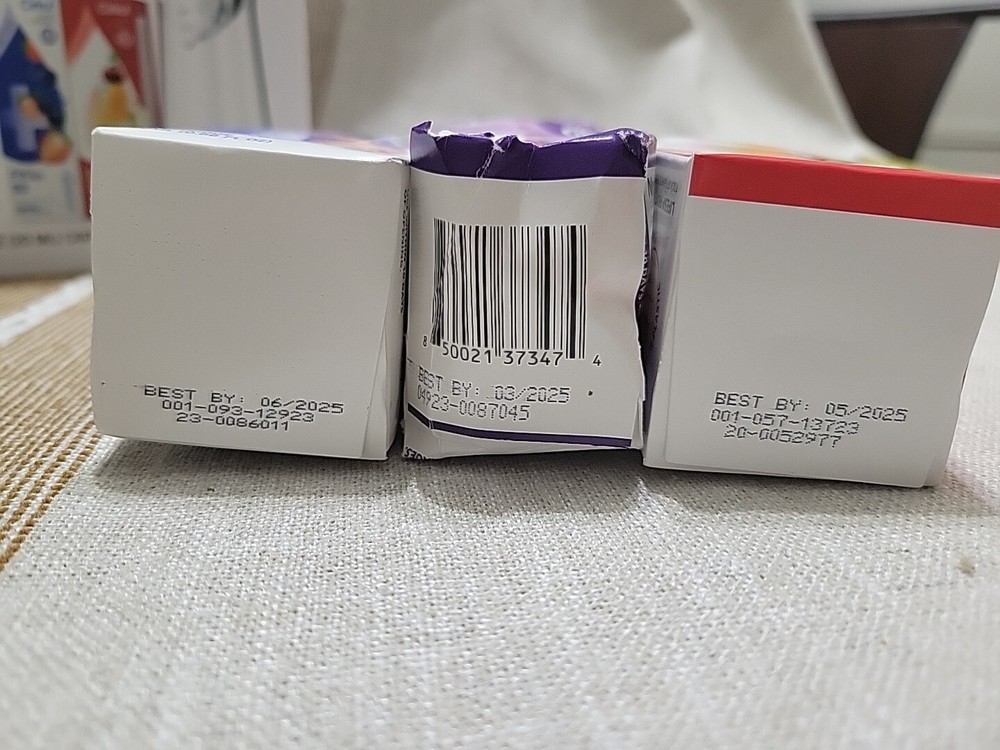 BEST BY: 06/2025
001-093-12923
23-0086011
8 50021 37347 4
BEST BY: 03/2025
04923-0087045
BEST BY: 05/2025
001-057-13723
20-0052977